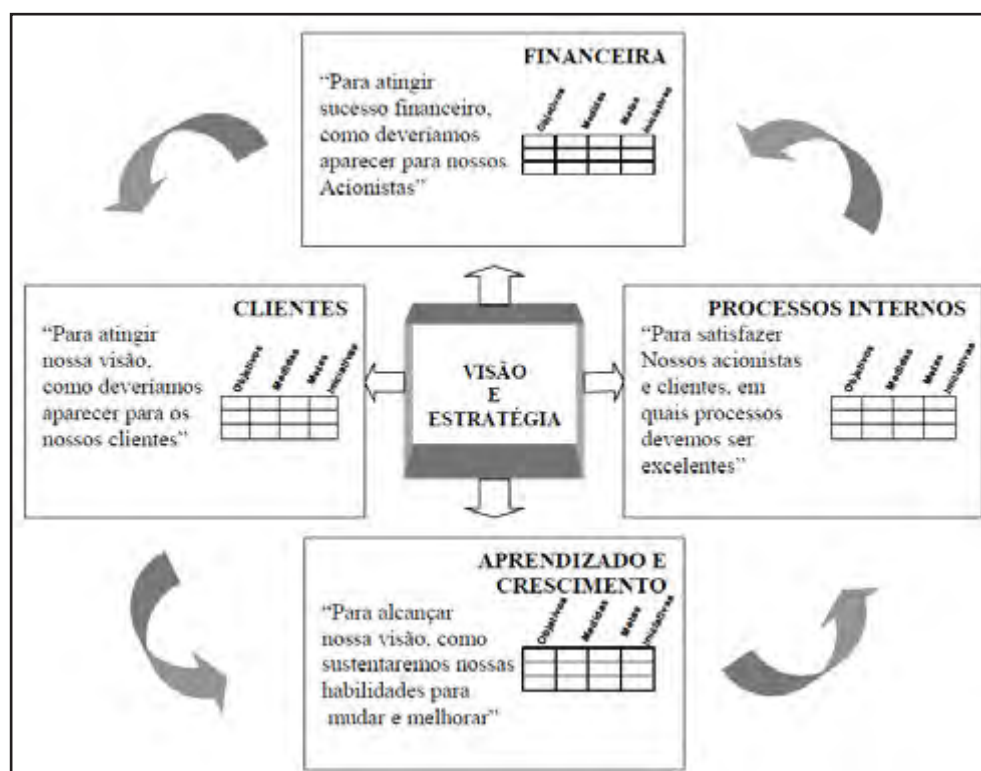 FINANCEIRA
“Para atingir
sucesso financeiro,
como deveriamos
aparecer para nossos
Acionistas”
Objetivos Medidas Metas Iniciativas
CLIENTES
“Para atingir
nossa visão,
como deveriamos
aparecer para os
nossos clientes”
Objetivos Medidas Metas Iniciativas
VISÃO
E
ESTRATÉGIA
PROCESSOS INTERNOS
“Para satisfazer
Nossos acionistas
e clientes, em
quais processos
devemos ser
excelentes”
Objetivos Medidas Metas Iniciativas
APRENDIZADO E
CRESCIMENTO
“Para alcançar
nossa visão, como
sustentaremos nossas
habilidades para
mudar e melhorar”
Objetivos Medidas Metas Iniciativas